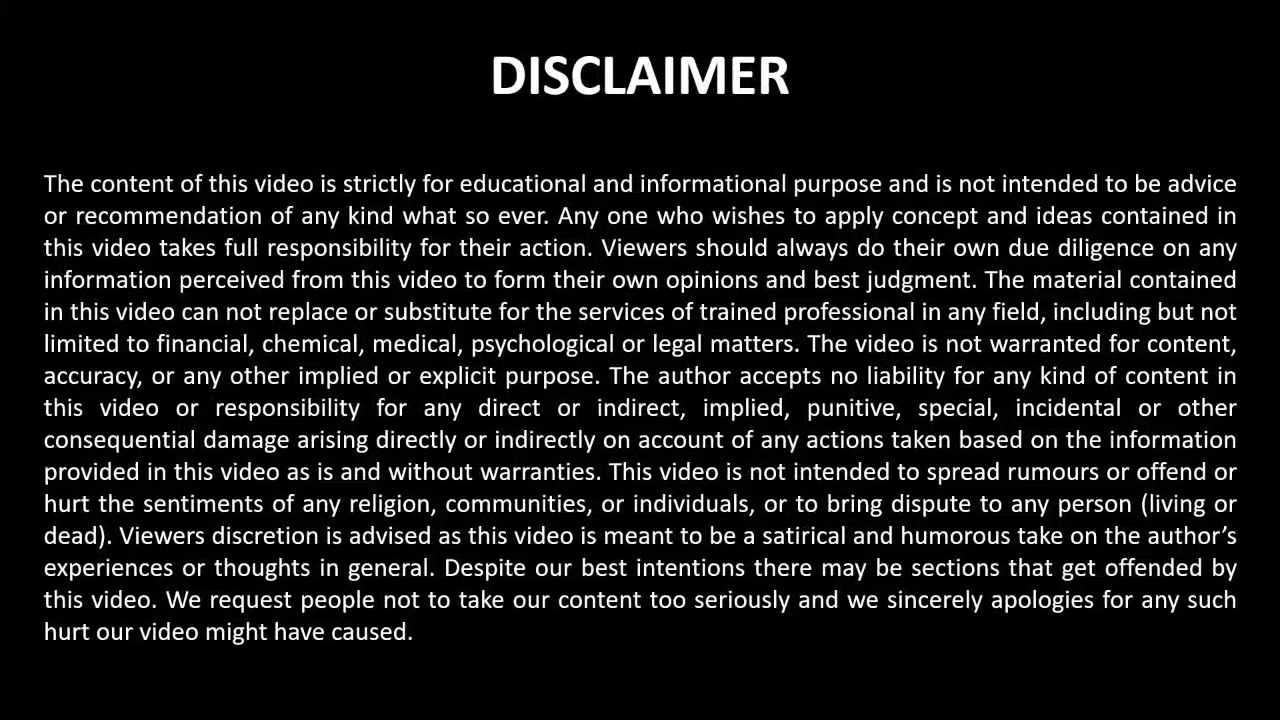 DISCLAIMER
The content of this video is strictly for educational and informational purpose and is not intended to be advice
or recommendation of any kind what so ever. Any one who wishes to apply concept and ideas contained in
this video takes full responsibility for their action. Viewers should always do their own due diligence on any
information perceived from this video to form their own opinions and best judgment. The material contained
in this video can not replace or substitute for the services of trained professional in any field, including but not
limited to financial, chemical, medical, psychological or legal matters. The video is not warranted for content,
accuracy, or any other implied or explicit purpose. The author accepts no liability for any kind of content in
this video or responsibility for any direct or indirect, implied, punitive, special, incidental or other
consequential damage arising directly or indirectly on account of any actions taken based on the information
provided in this video as is and without warranties. This video is not intended to spread rumours or offend or
hurt the sentiments of any religion, communities, or individuals, or to bring dispute to any person (living or
dead). Viewers discretion is advised as this video is meant to be a satirical and humorous take on the author’s
experiences or thoughts in general. Despite our best intentions there may be sections that get offended by
this video. We request people not to take our content too seriously and we sincerely apologies for any such
hurt our video might have caused.